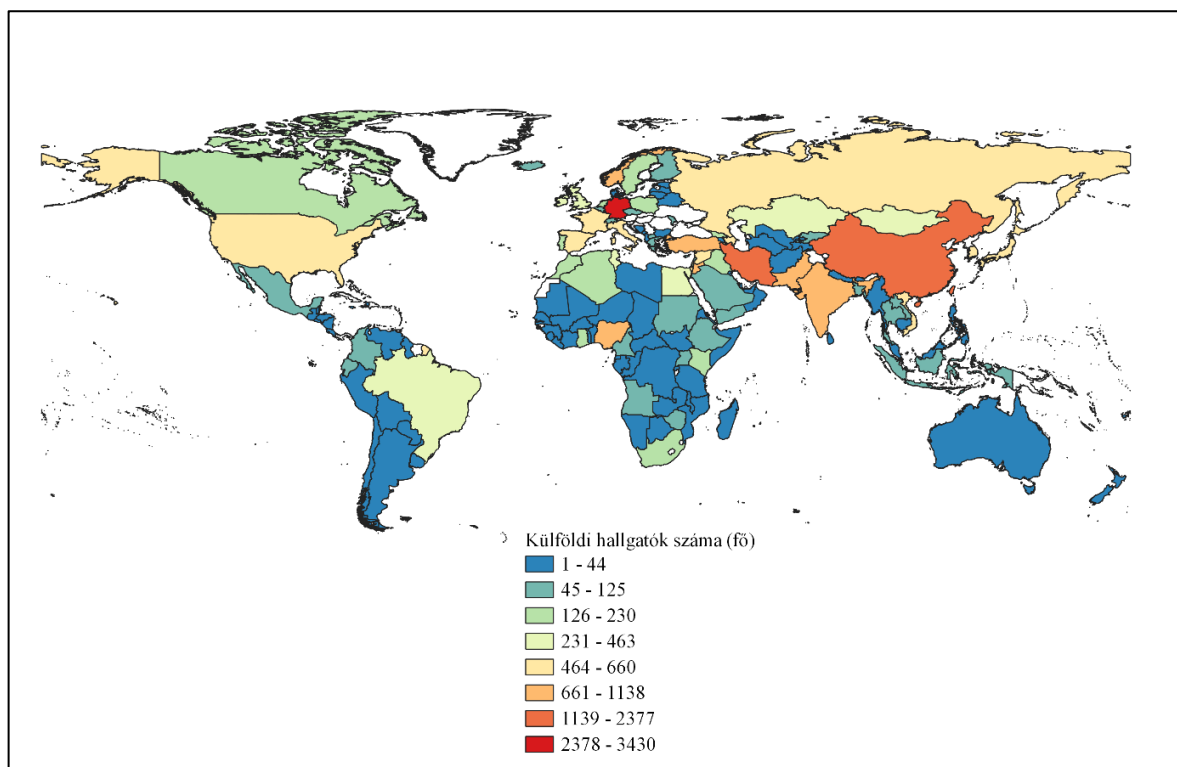 Külföldi hallgatók száma (fő)
1 - 44
45 - 125
126 - 230
231 - 463
464 - 660
661 - 1138
1139 - 2377
2378 - 3430